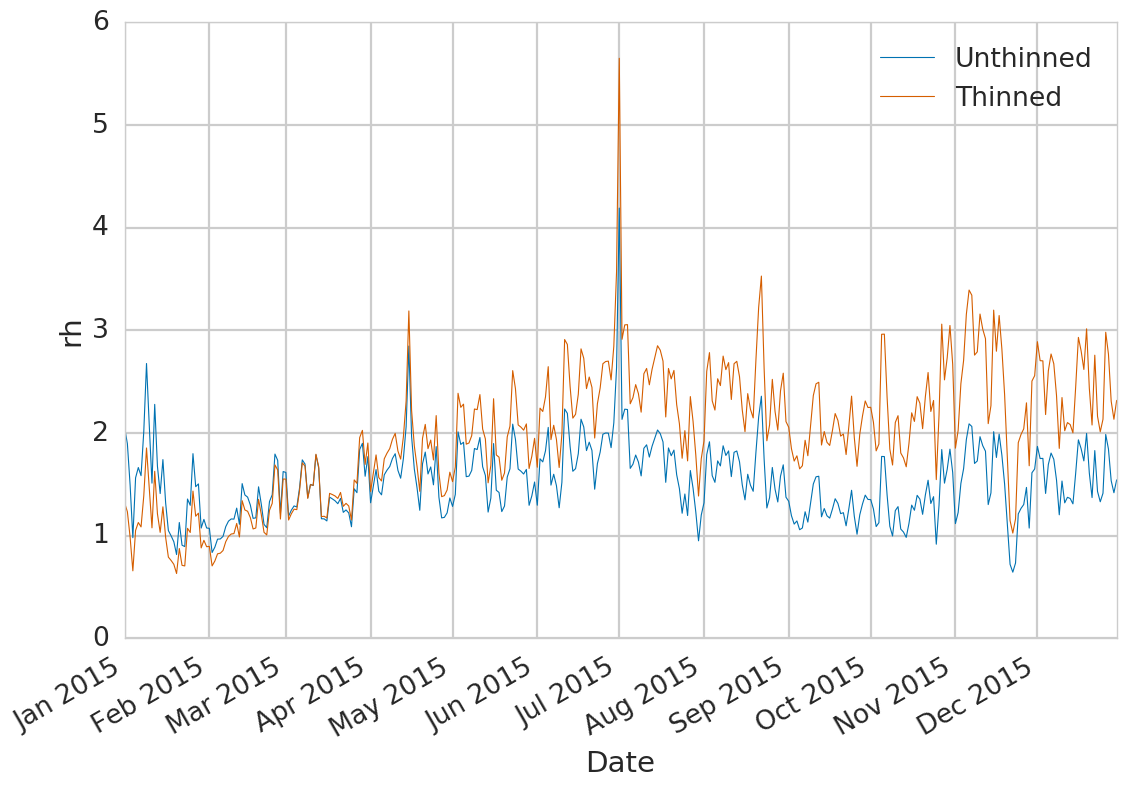 6
5
4
3
2
1
0
rh
Unthinned
Thinned
Jan 2015
Feb 2015
Mar 2015
Apr 2015
May 2015
Jun 2015
Jul 2015
Aug 2015
Sep 2015
Oct 2015
Nov 2015
Dec 2015
Date